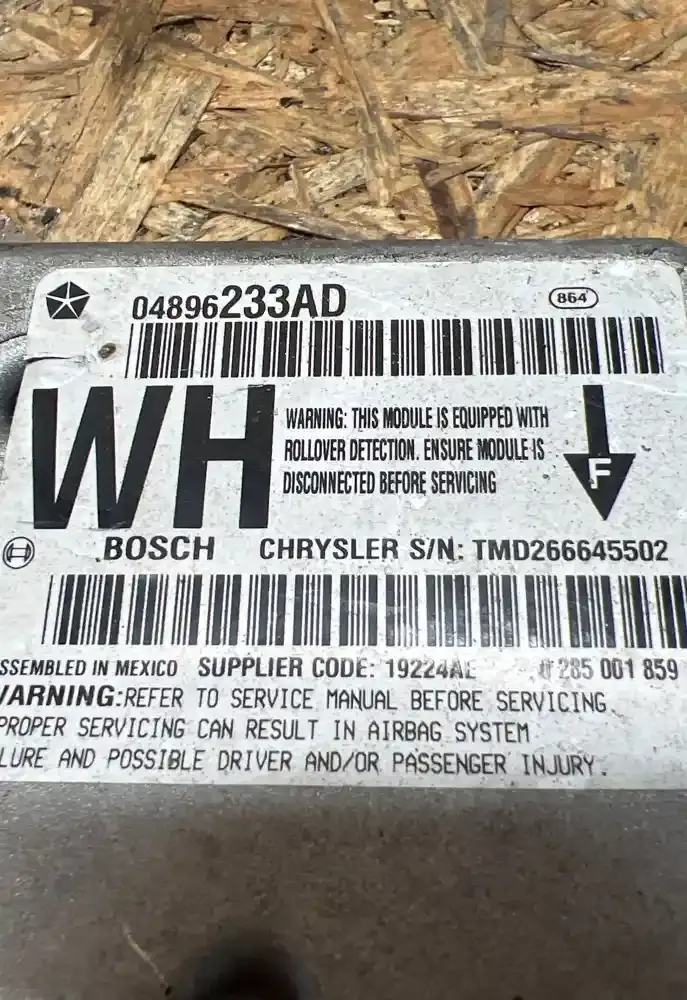 04896233AD 864
WH
WARNING: THIS MODULE IS EQUIPPED WITH
ROLLOVER DETECTION. ENSURE MODULE IS
DISCONNECTED BEFORE SERVICING
F
BOSCH CHRYSLER S/N: TMD266645502
SSEMBLED IN MEXICO SUPPLIER CODE: 19224AE 0 285 001 859
ARNING:REFER TO SERVICE MANUAL BEFORE SERVICING.
PROPER SERVICING CAN RESULT IN AIRBAG SYSTEM
LURE AND POSSIBLE DRIVER AND/OR PASSENGER INJURY.